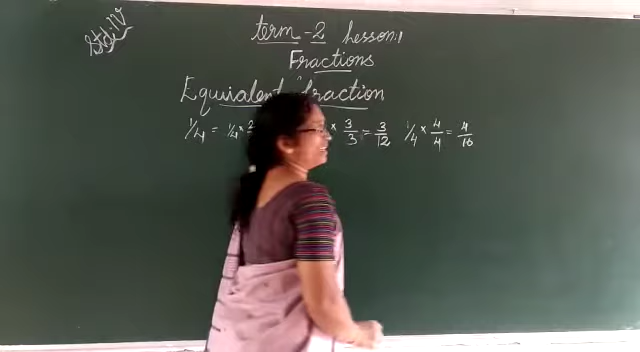 Std: IV
term - 2 Lesson:1
Fractions
Equivalent fraction
1/4 = 1/4 × × 3/3 = 3/12 1/4 × 4/4 = 4/16